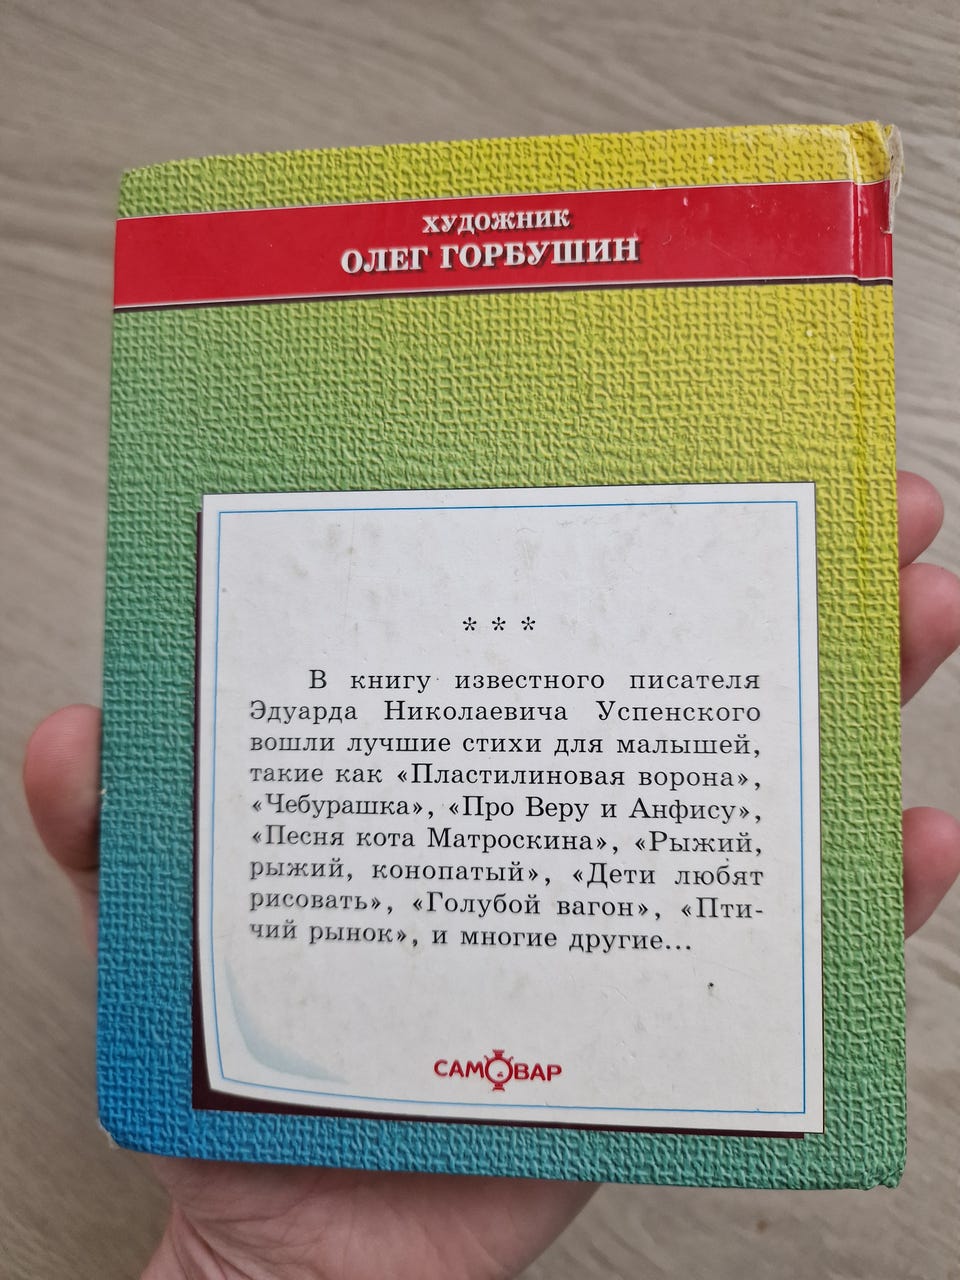 ХУДОЖНИК
ОЛЕГ ГОРБУШИН
* * *
В книгу известного писателя
Эдуарда Николаевича Успенского
вошли лучшие стихи для малышей,
такие как «Пластилиновая ворона»,
«Чебурашка», «Про Веру и Анфису»,
«Песня кота Матроскина», «Рыжий,
рыжий, конопатый», «Дети любят
рисовать», «Голубой вагон», «Пти-
чий рынок», и многие другие...
САМОВАР